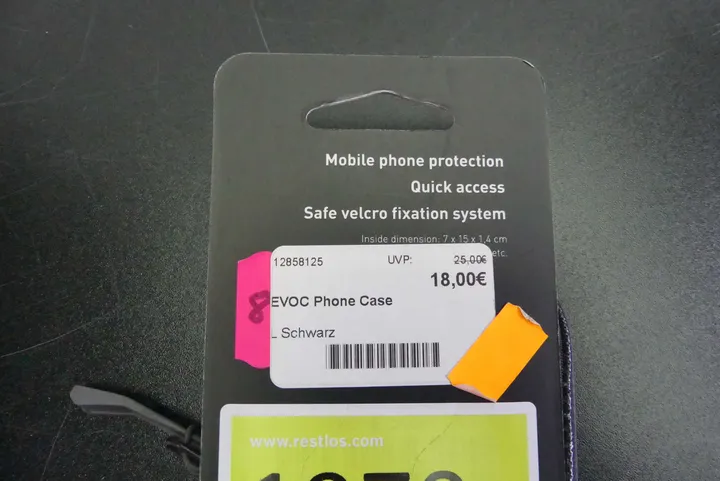 Mobile phone protection
Quick access
Safe velcro fixation system
Inside dimension: 7 x 15 x 1,4 cm
etc.
12858125 UVP: 25,00€
18,00€
EVOC Phone Case
L Schwarz
8
www.restlos.com